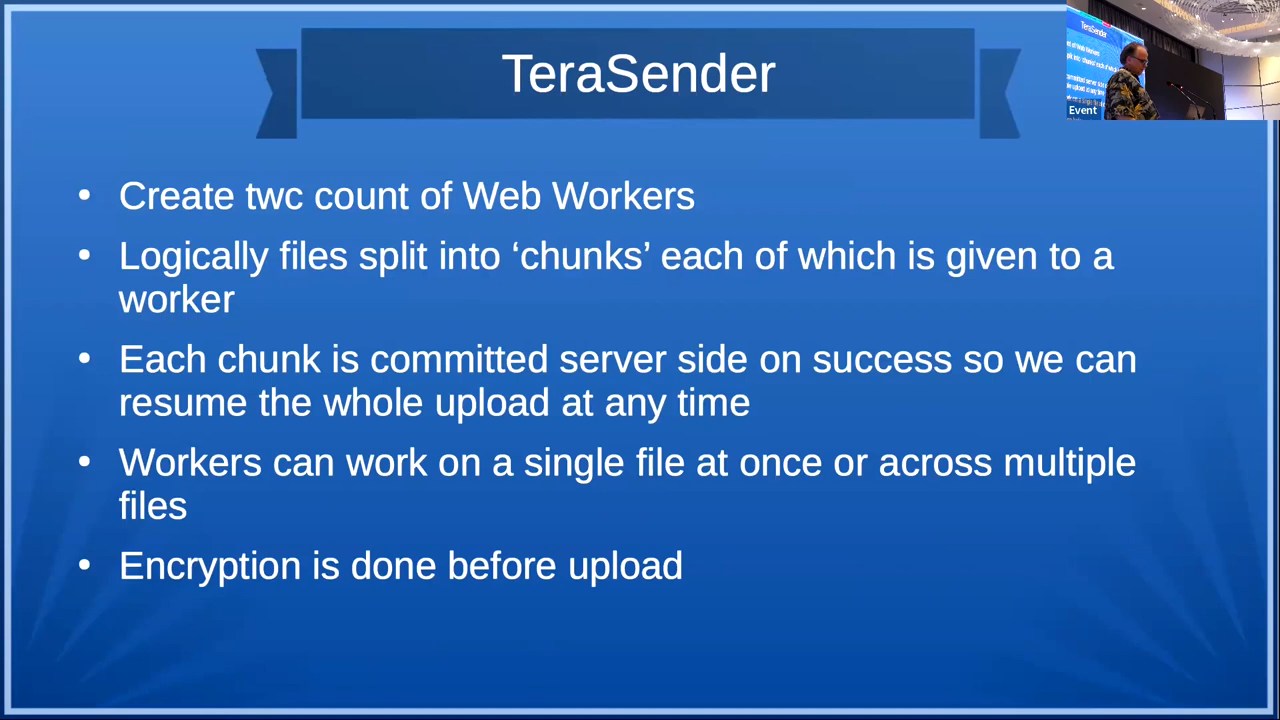 TeraSender
Create twc count of Web Workers
Logically files split into ‘chunks’ each of which is given to a
worker
Each chunk is committed server side on success so we can
resume the whole upload at any time
Workers can work on a single file at once or across multiple
files
Encryption is done before upload
TeraSender
Event